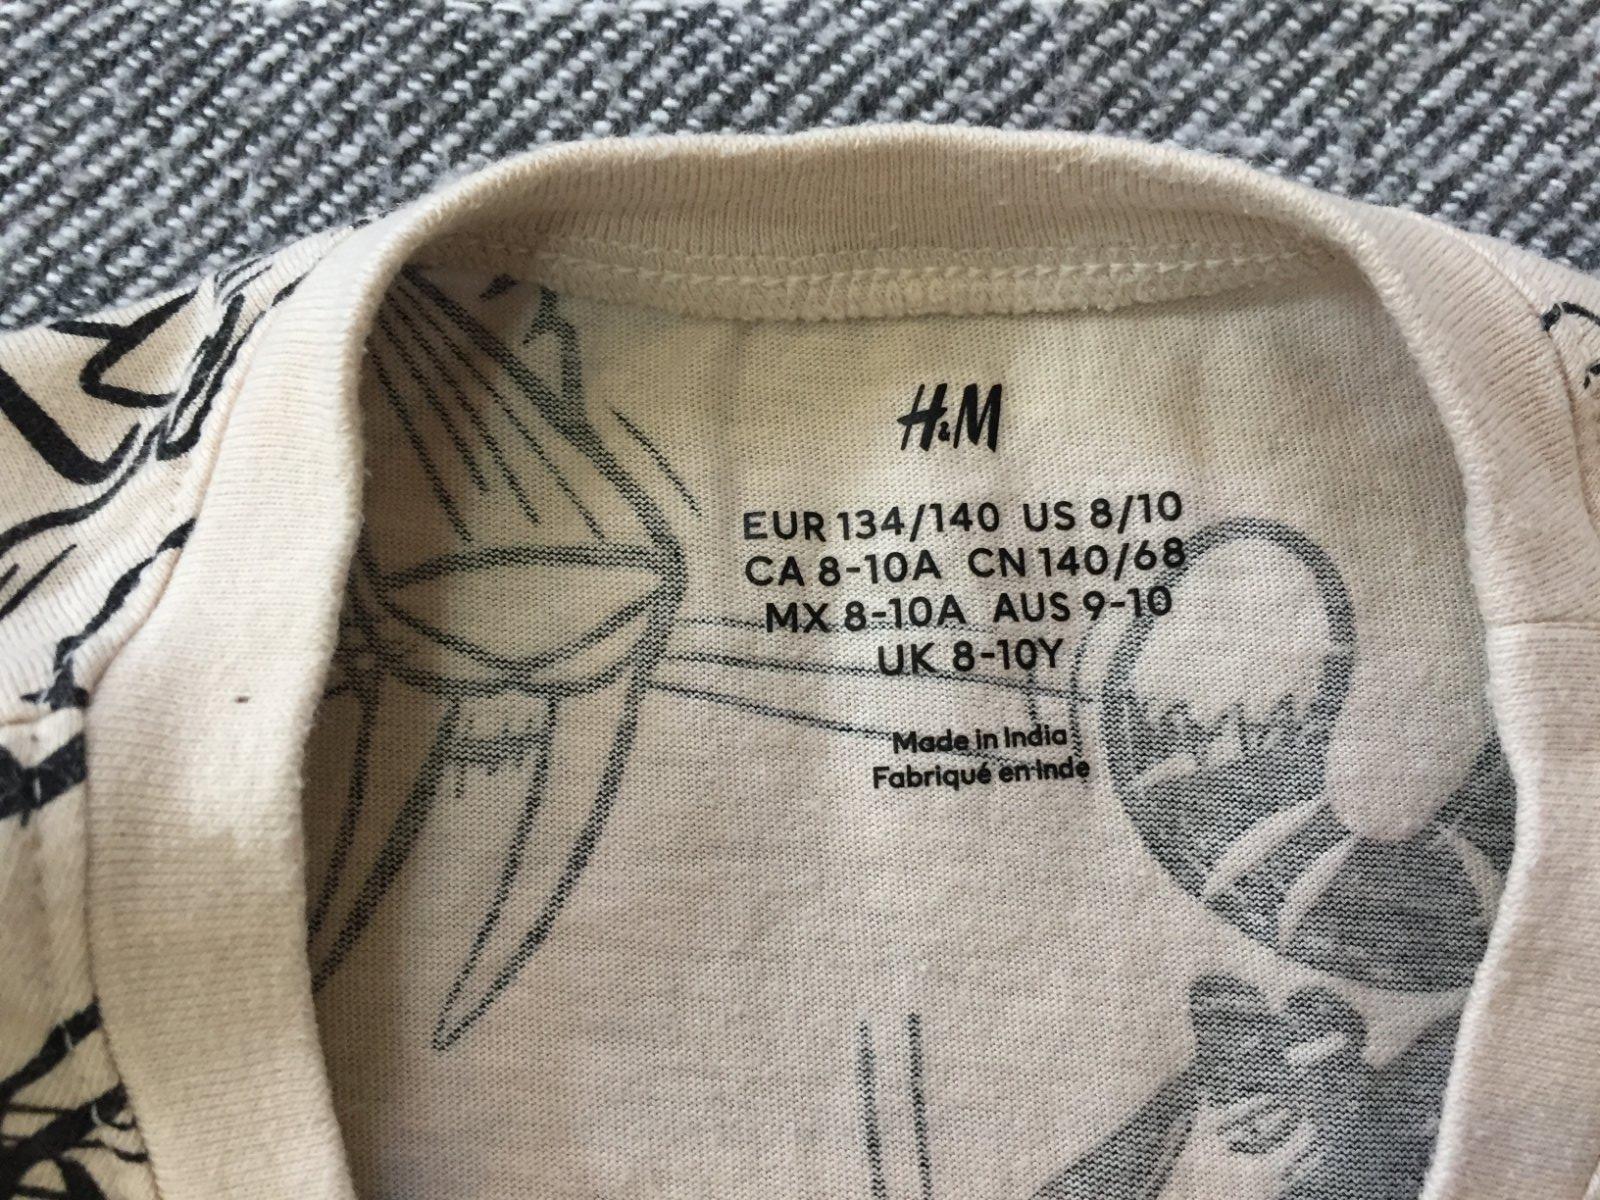 H&M
EUR 134/140 US 8/10
CA 8-10A CN 140/68
MX 8-10A AUS 9-10
UK 8-10Y
Made in India
Fabriqué en Inde